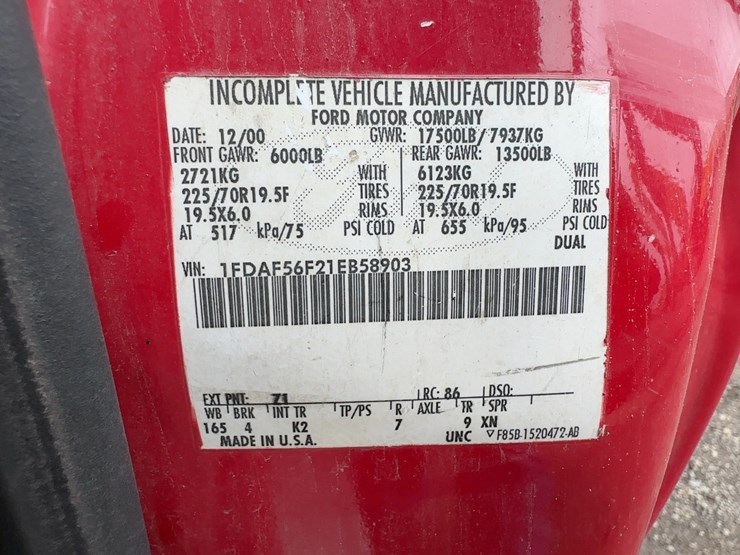 INCOMPLETE VEHICLE MANUFACTURED BY
FORD MOTOR COMPANY
DATE: 12/00 GVWR: 17500LB/7937KG
FRONT GAWR: 6000LB REAR GAWR: 13500LB
2721KG WITH 6123KG WITH
225/70R19.5F TIRES 225/70R19.5F TIRES
19.5X6.0 RIMS 19.5X6.0 RIMS
AT 517 kPa/75 PSI COLD AT 655 kPa/95 PSI COLD
DUAL
VIN: 1FDAF56F21EB58903
EXT PNT: Z1 RC: 86 DSO:
WB BRK INT TR TP/PS R AXLE TR SPR
165 4 K2 7 9 XN
MADE IN U.S.A. UNC F85B-1520472-AB